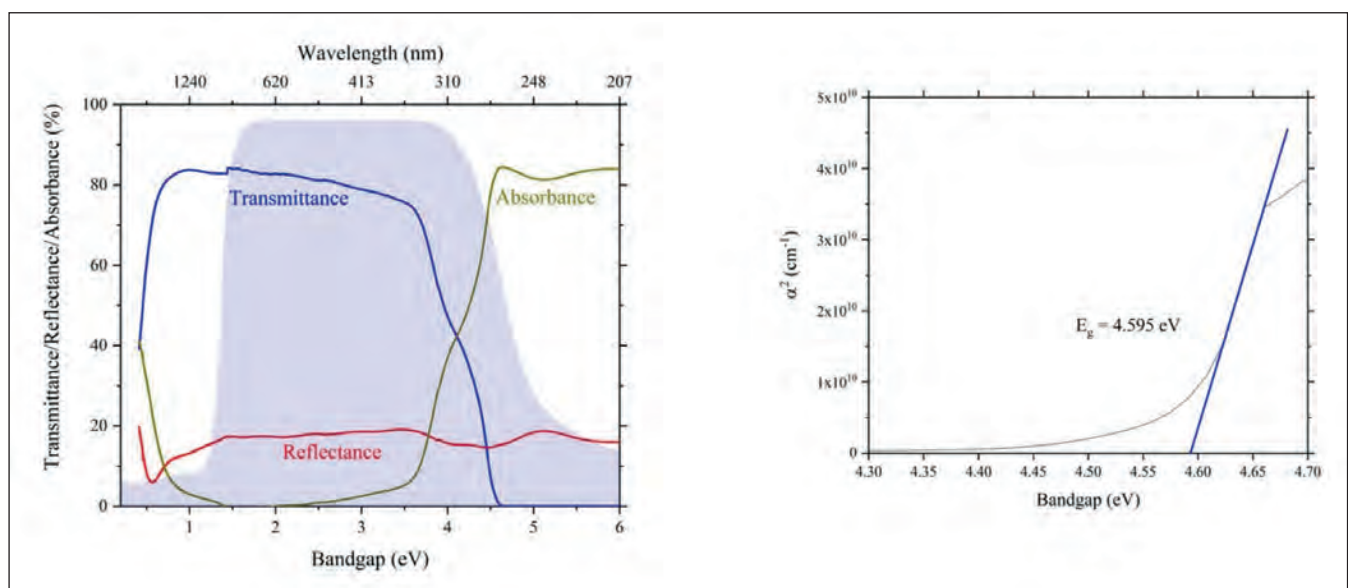 Wavelength (nm)
1240 620 413 310 248 207
Transmittance/Reflectance/Absorbance (%)
100
80
60
40
20
0
Transmittance
Absorbance
Reflectance
1 2 3 4 5 6
Bandgap (eV)
α² (cm⁻¹)
5x10¹⁰
4x10¹⁰
3x10¹⁰
2x10¹⁰
1x10¹⁰
0
E_g = 4.595 eV
4.30 4.35 4.40 4.45 4.50 4.55 4.60 4.65 4.70
Bandgap (eV)